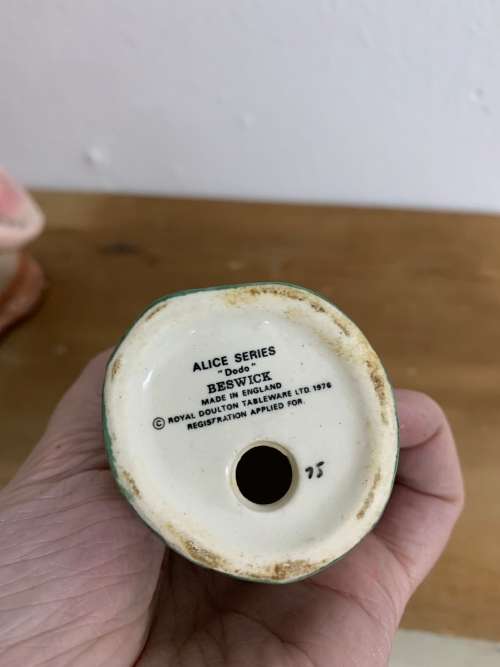 ALICE SERIES
"Dodo"
BESWICK
MADE IN ENGLAND
© ROYAL DOULTON TABLEWARE LTD. 1976
REGISTRATION APPLIED FOR.
75